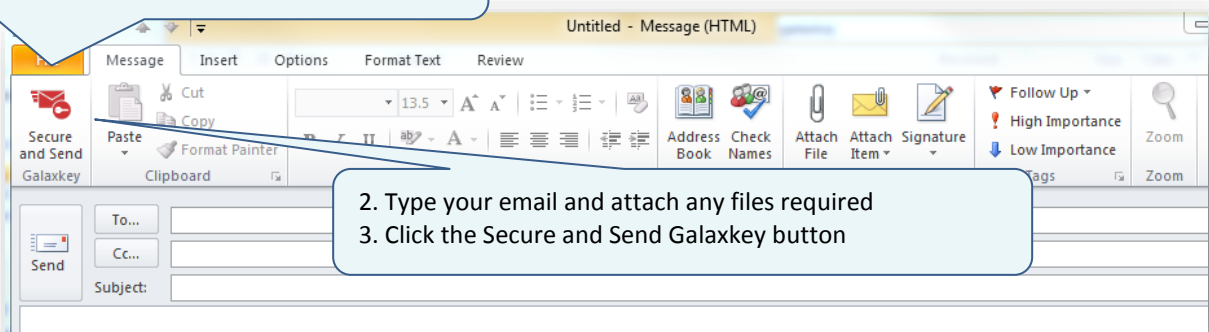 Untitled - Message (HTML)
Message Insert Options Format Text Review
Cut
Copy
Format Painter
Secure and Send
Paste
13.5
Address Book
Check Names
Attach File
Attach Item
Signature
Follow Up
High Importance
Low Importance
Zoom
Galaxkey
Clipboard
Tags
Zoom
2. Type your email and attach any files required
3. Click the Secure and Send Galaxkey button
Send
To...
Cc...
Subject: